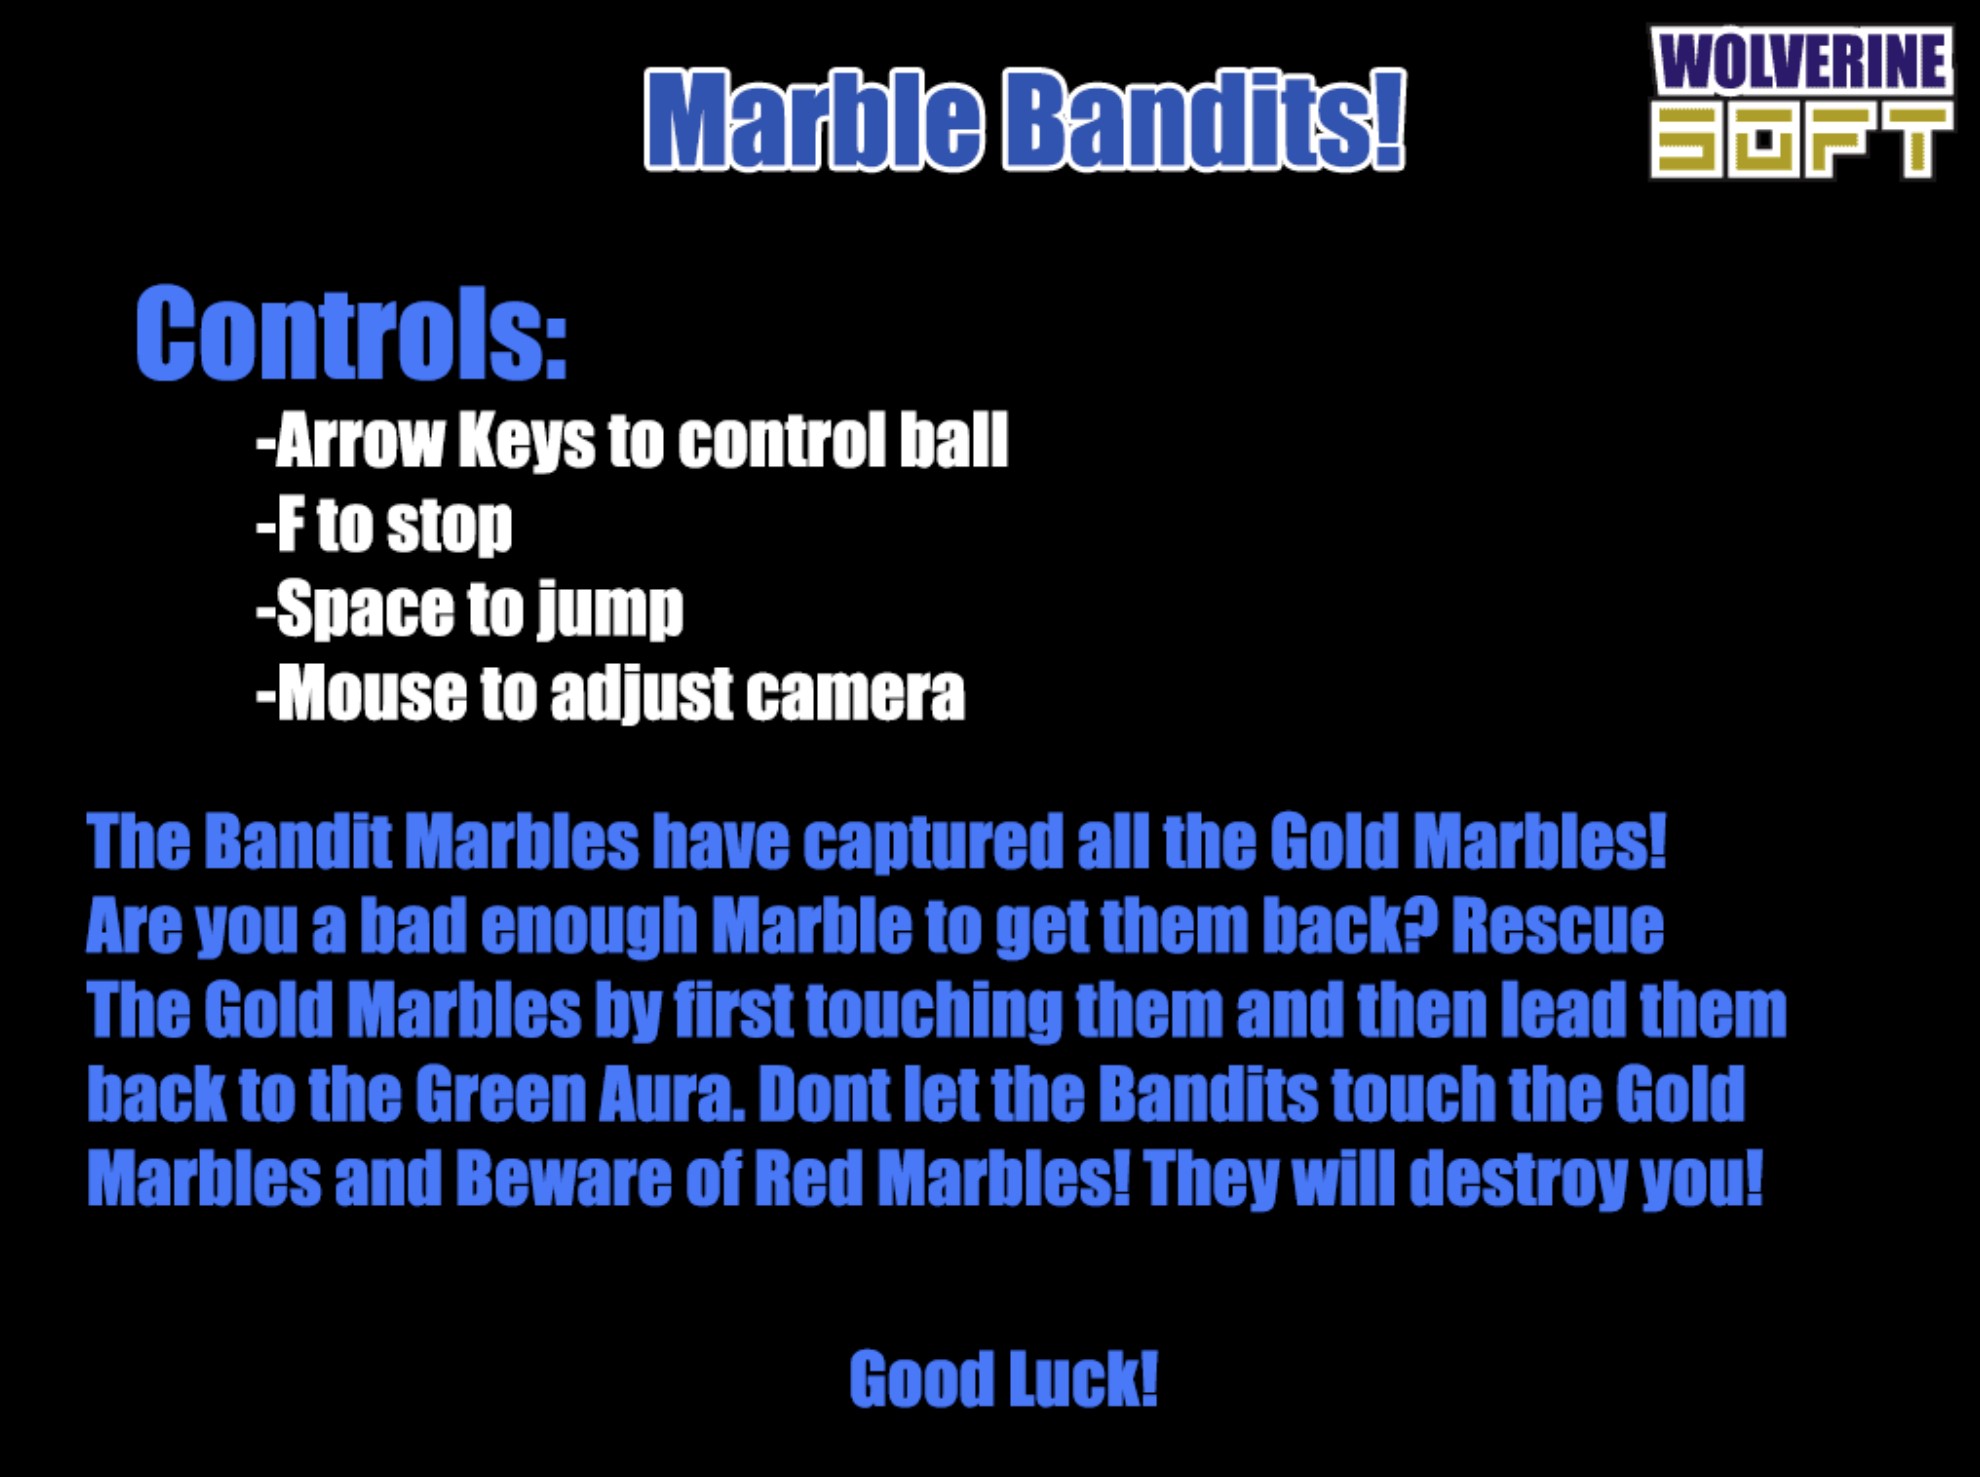 Marble Bandits!
WOLVERINE
SOFT
Controls:
-Arrow Keys to control ball
-F to stop
-Space to jump
-Mouse to adjust camera
The Bandit Marbles have captured all the Gold Marbles!
Are you a bad enough Marble to get them back? Rescue
The Gold Marbles by first touching them and then lead them
back to the Green Aura. Dont let the Bandits touch the Gold
Marbles and Beware of Red Marbles! They will destroy you!
Good Luck!